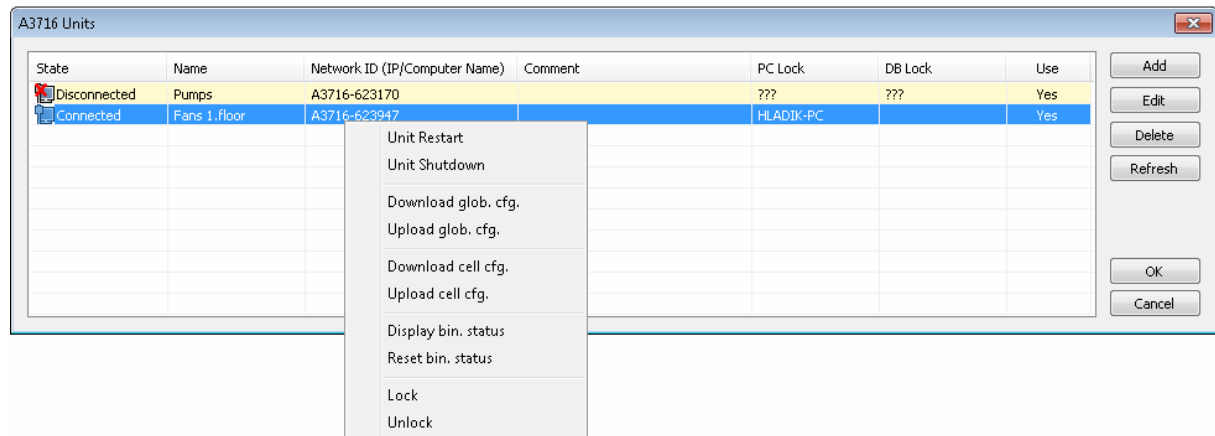 A3716 Units
State Name Network ID (IP/Computer Name) Comment PC Lock DB Lock Use
Disconnected Pumps A3716-623170 ??? ??? Yes
Connected Fans 1.floor A3716-623947 HLADIK-PC Yes
Add
Edit
Delete
Refresh
OK
Cancel
Unit Restart
Unit Shutdown
Download glob. cfg.
Upload glob. cfg.
Download cell cfg.
Upload cell cfg.
Display bin. status
Reset bin. status
Lock
Unlock